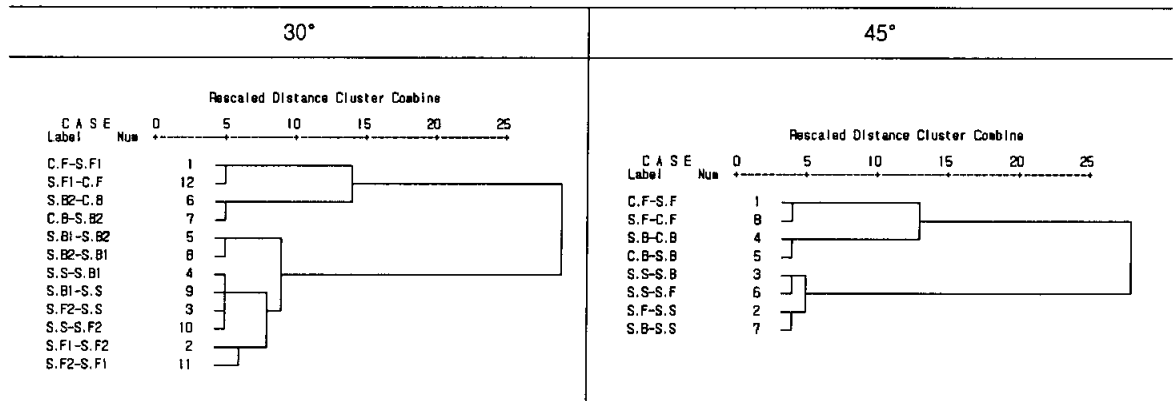 30°
Rescaled Distance Cluster Combine
C A S E 0 5 10 15 20 25
Label Num
C.F-S.F1 1
S.F1-C.F 12
S.B2-C.B 6
C.B-S.B2 7
S.B1-S.B2 5
S.B2-S.B1 8
S.S-S.B1 4
S.B1-S.S 9
S.F2-S.S 3
S.S-S.F2 10
S.F1-S.F2 2
S.F2-S.F1 11
45°
Rescaled Distance Cluster Combine
C A S E 0 5 10 15 20 25
Label Num
C.F-S.F 1
S.F-C.F 8
S.B-C.B 4
C.B-S.B 5
S.S-S.B 3
S.S-S.F 6
S.F-S.S 2
S.B-S.S 7